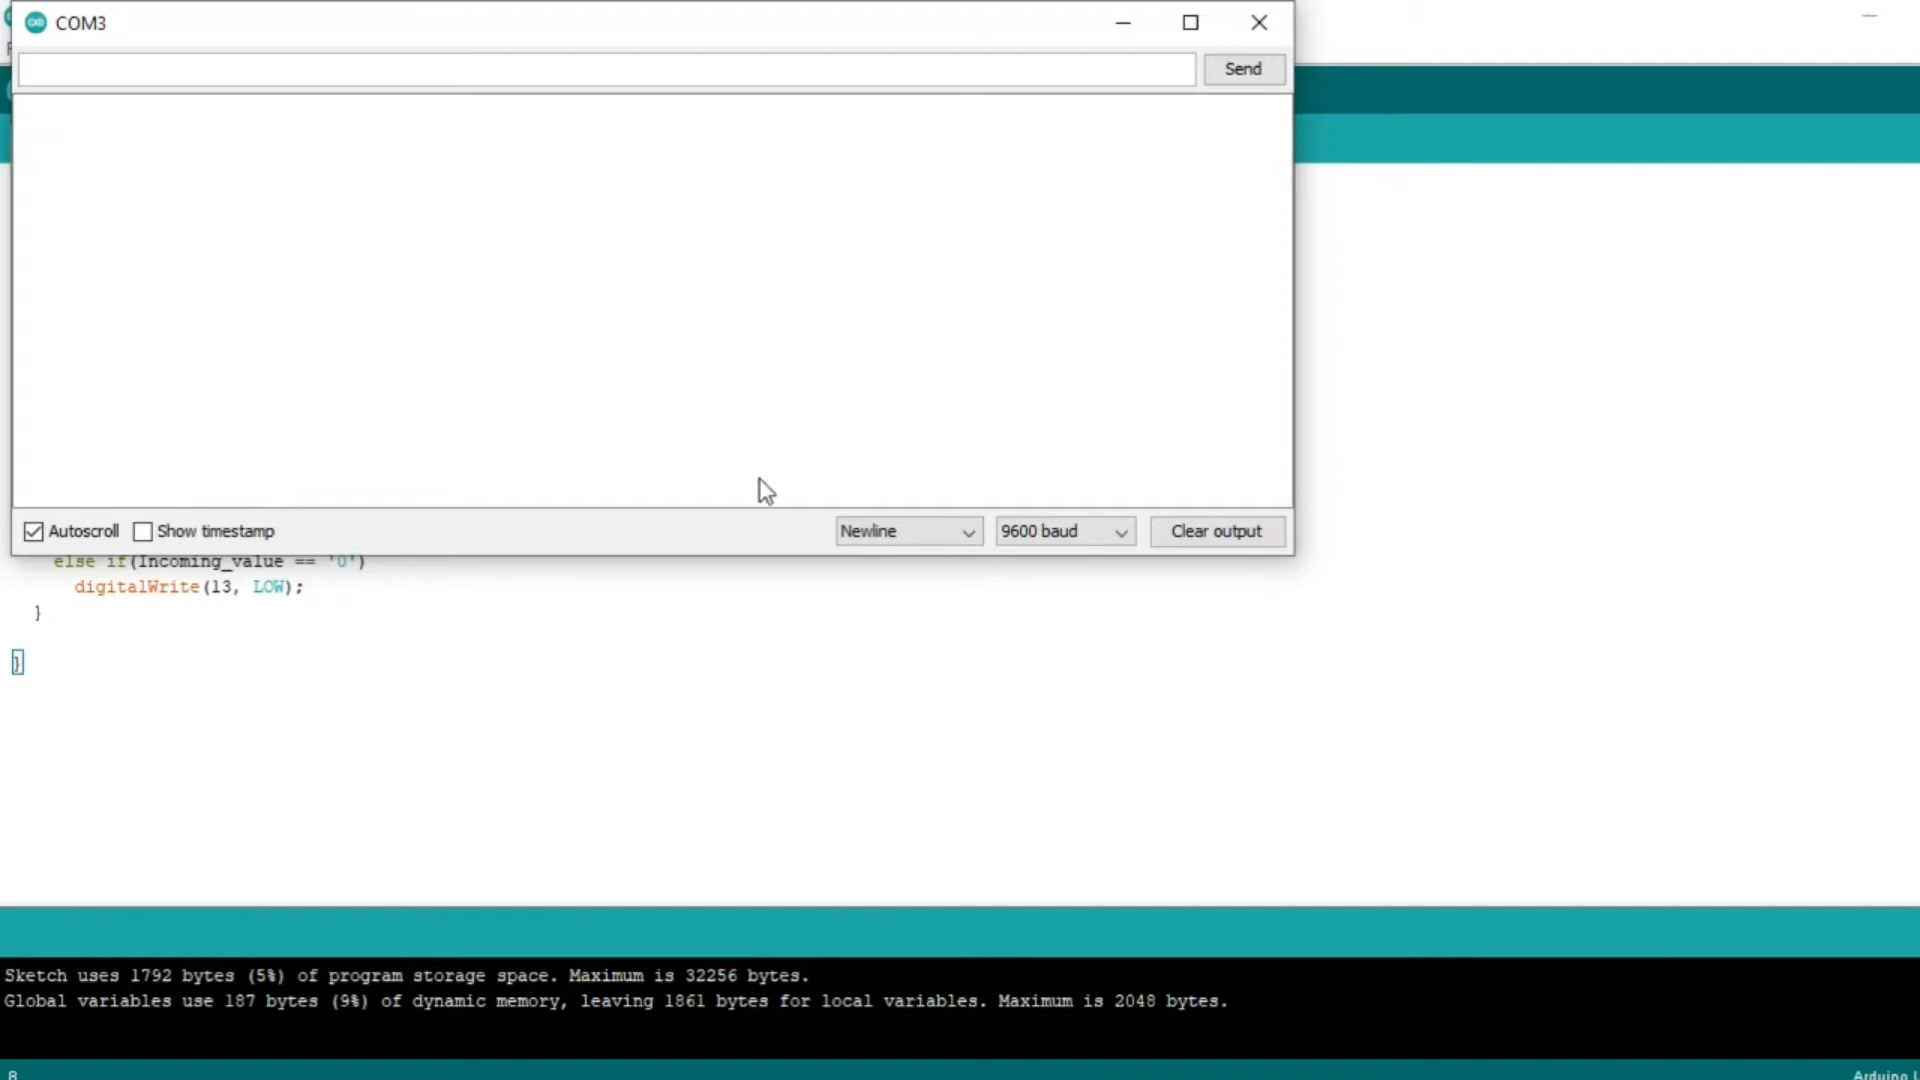 COM3
Send
Autoscroll Show timestamp Newline 9600 baud Clear output
else if(Incoming_value == '0')
digitalWrite(13, LOW);
}
}
Sketch uses 1792 bytes (5%) of program storage space. Maximum is 32256 bytes.
Global variables use 187 bytes (9%) of dynamic memory, leaving 1861 bytes for local variables. Maximum is 2048 bytes.
8 Arduino